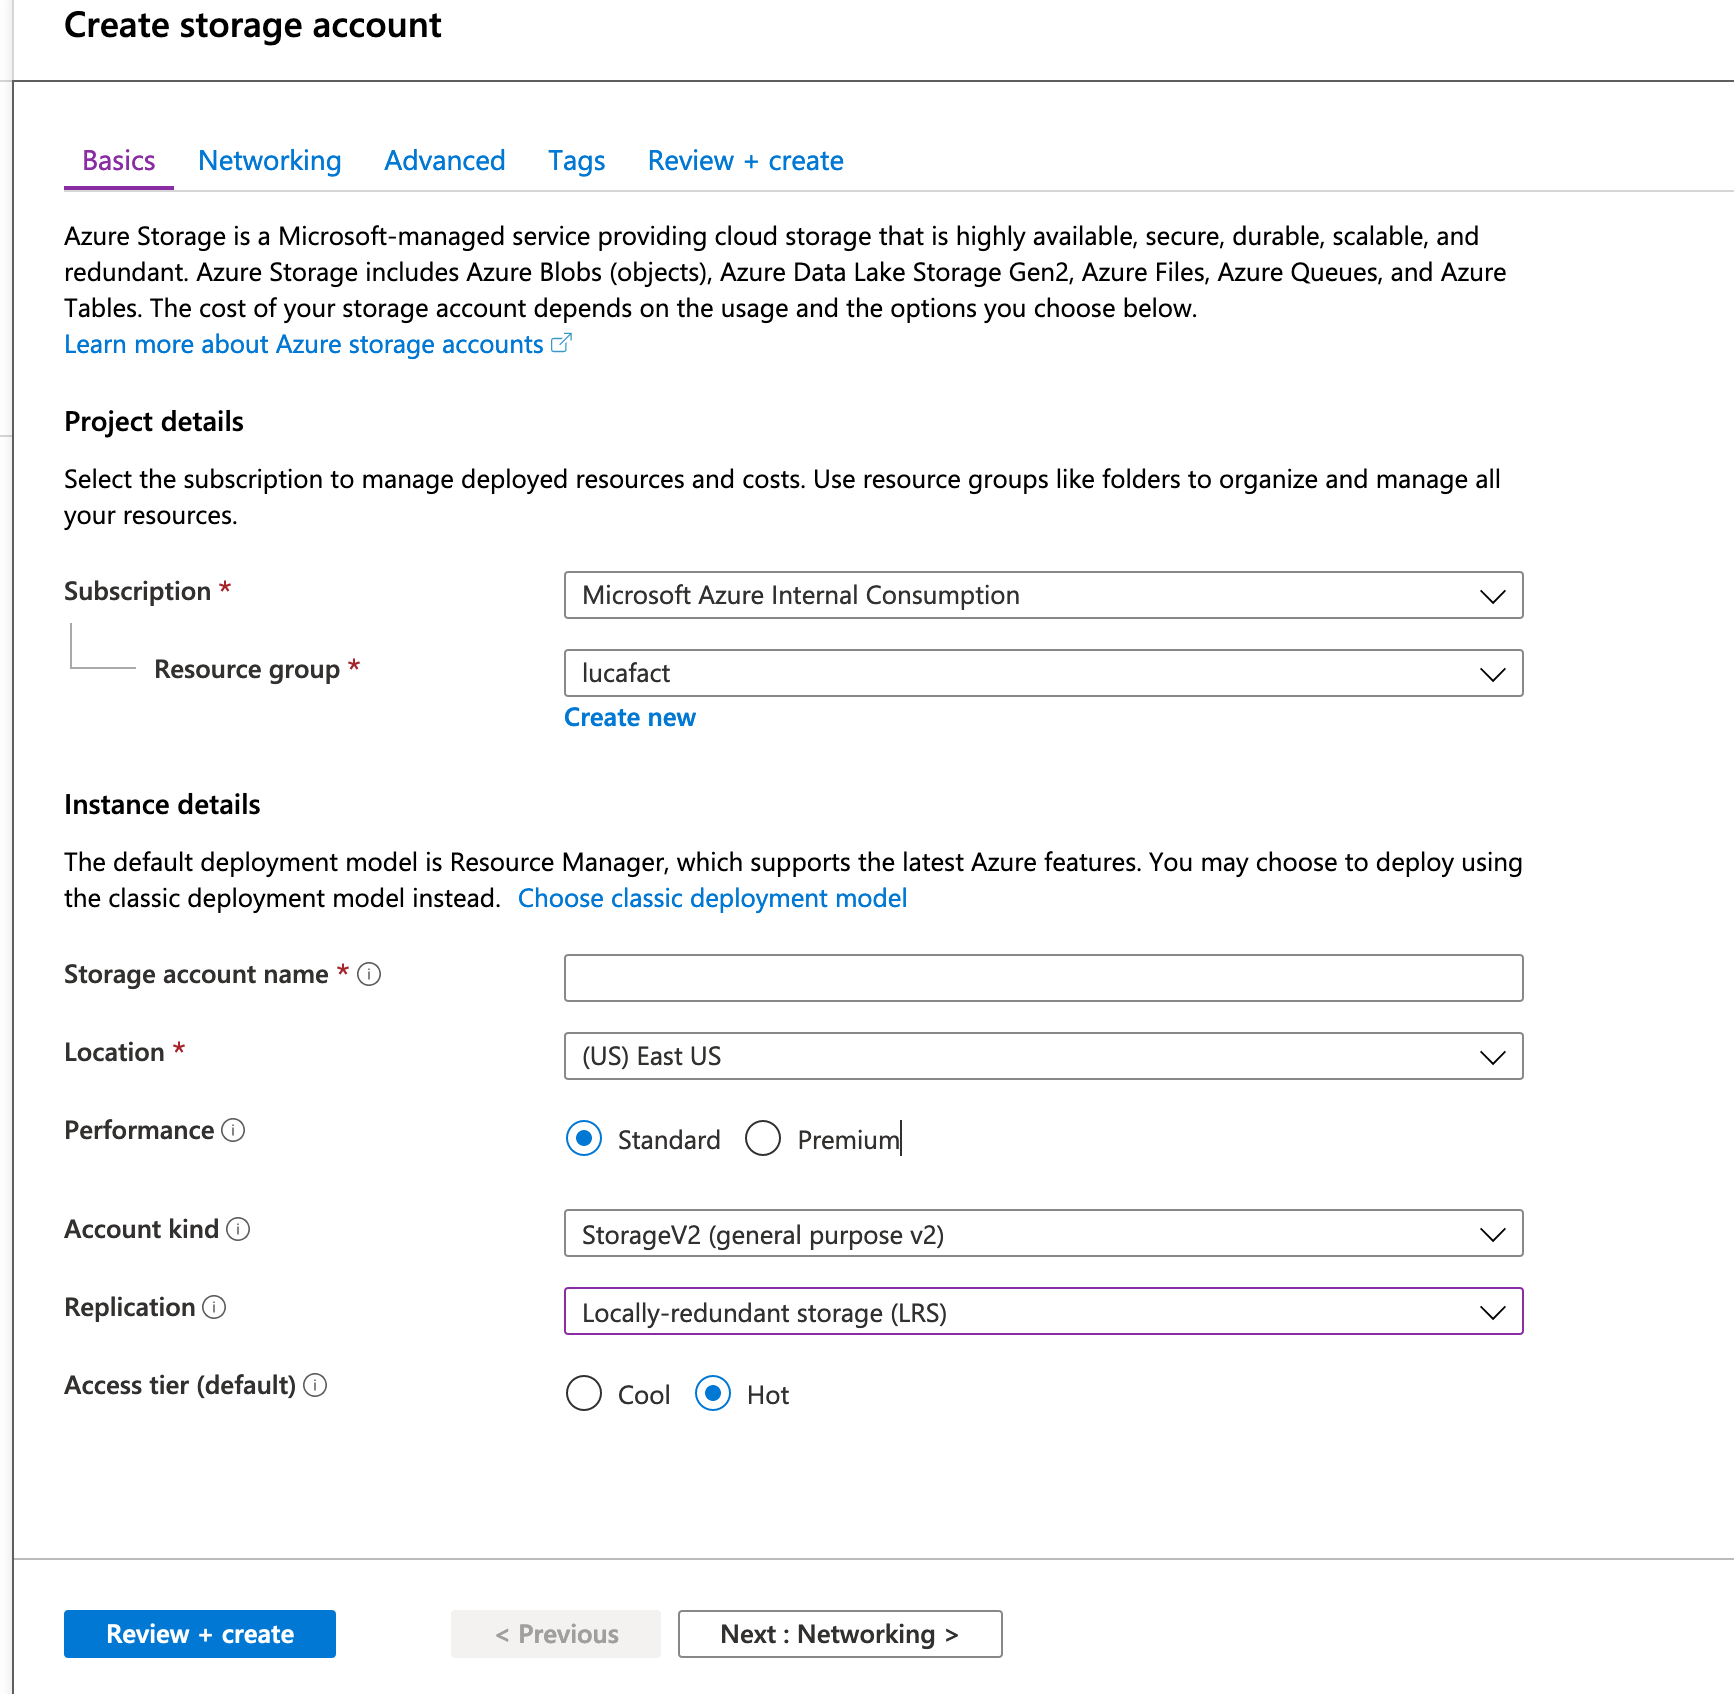 Create storage account
Basics Networking Advanced Tags Review + create
Azure Storage is a Microsoft-managed service providing cloud storage that is highly available, secure, durable, scalable, and
redundant. Azure Storage includes Azure Blobs (objects), Azure Data Lake Storage Gen2, Azure Files, Azure Queues, and Azure
Tables. The cost of your storage account depends on the usage and the options you choose below.
Learn more about Azure storage accounts
Project details
Select the subscription to manage deployed resources and costs. Use resource groups like folders to organize and manage all
your resources.
Subscription * Microsoft Azure Internal Consumption
Resource group * lucafact
Create new
Instance details
The default deployment model is Resource Manager, which supports the latest Azure features. You may choose to deploy using
the classic deployment model instead. Choose classic deployment model
Storage account name *
Location * (US) East US
Performance Standard Premium
Account kind StorageV2 (general purpose v2)
Replication Locally-redundant storage (LRS)
Access tier (default) Cool Hot
Review + create < Previous Next : Networking >